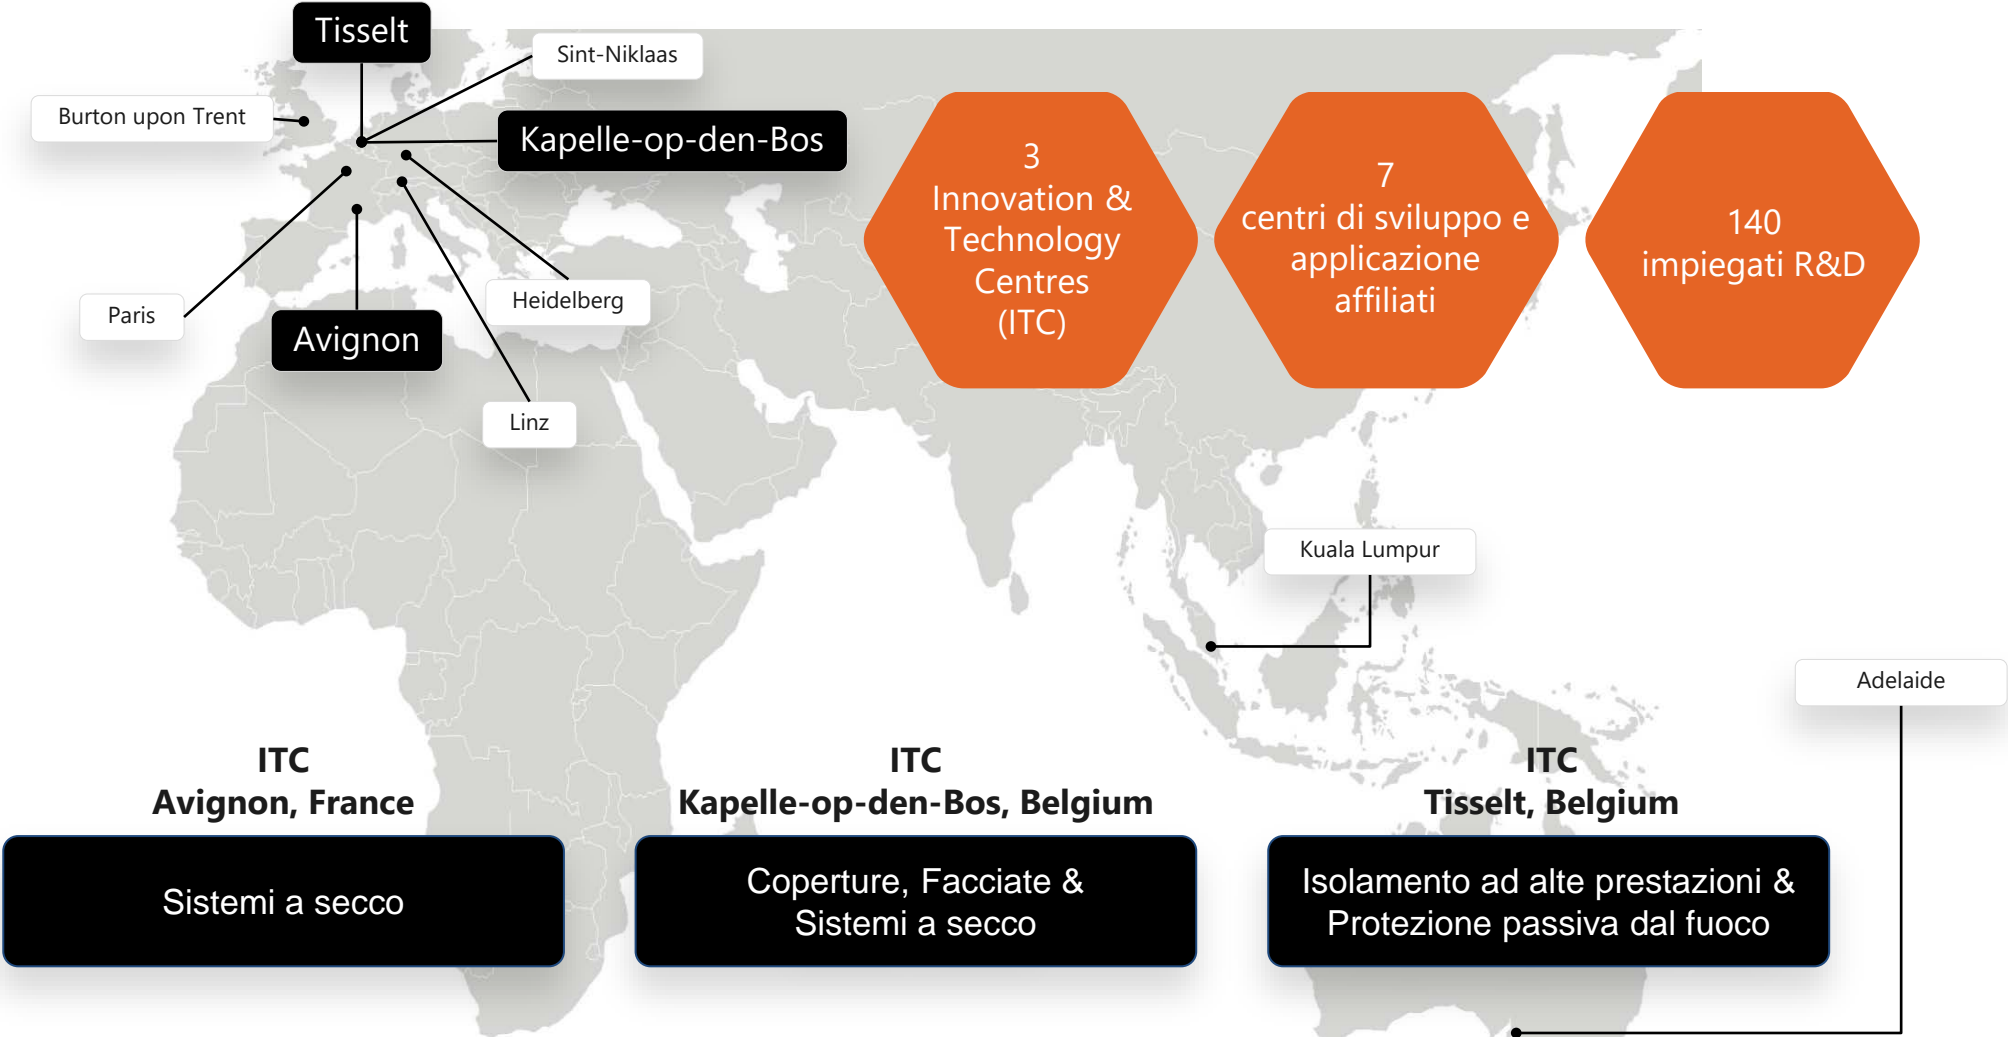 Tisselt
Sint-Niklaas
Burton upon Trent
Kapelle-op-den-Bos
Paris
Avignon
Heidelberg
Linz
3
Innovation &
Technology
Centres
(ITC)
7
centri di sviluppo e
applicazione
affiliati
140
impiegati R&D
Kuala Lumpur
Adelaide
ITC
Avignon, France
Sistemi a secco
ITC
Kapelle-op-den-Bos, Belgium
Coperture, Facciate &
Sistemi a secco
ITC
Tisselt, Belgium
Isolamento ad alte prestazioni &
Protezione passiva dal fuoco